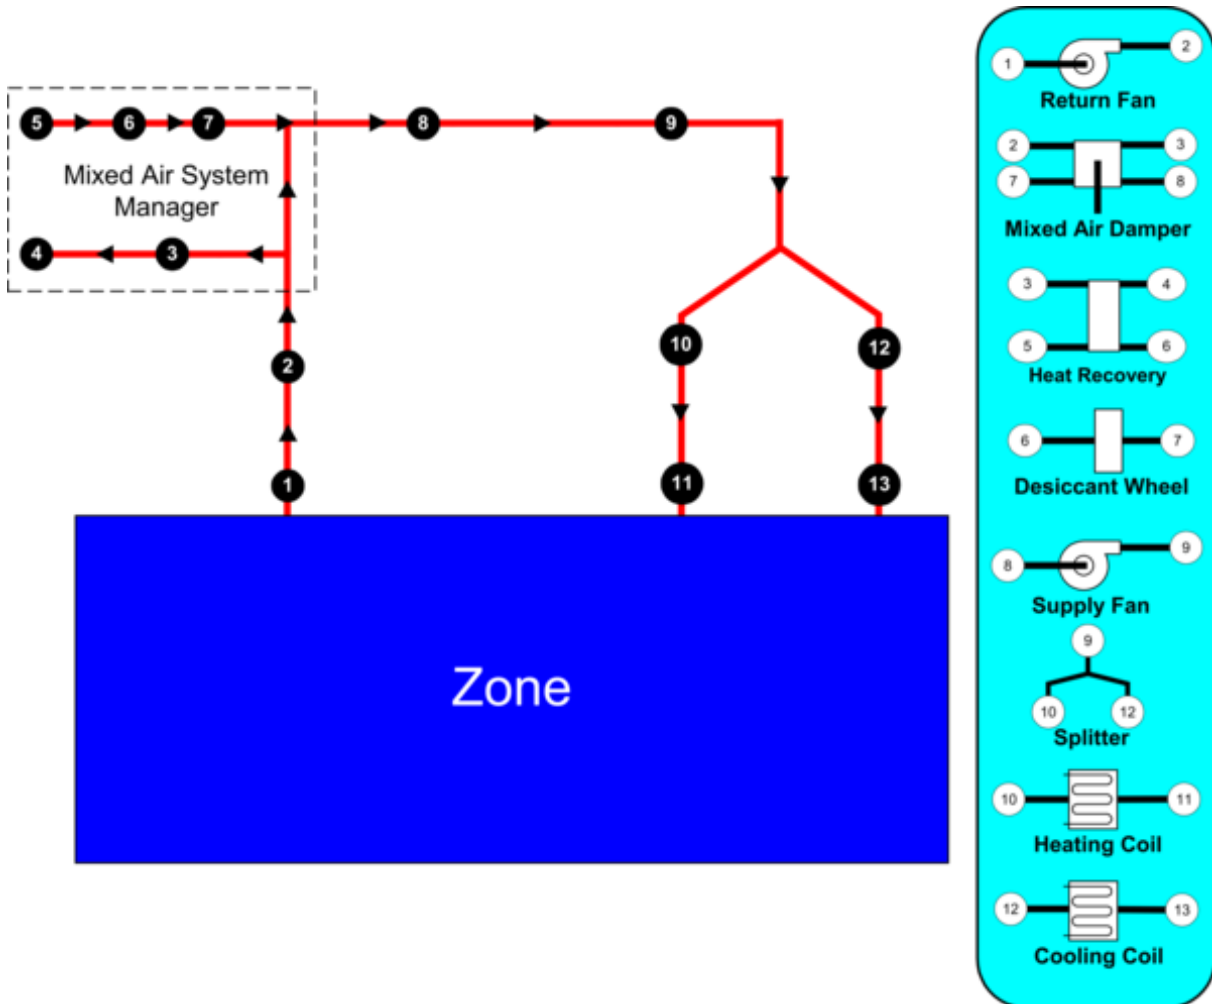 5 6 7 8 9
Mixed Air System
Manager
4 3
10 12
2
1 11 13
Zone
1 2
Return Fan
2 3
7 8
Mixed Air Damper
3 4
5 6
Heat Recovery
6 7
Desiccant Wheel
8 9
Supply Fan
9
10 12
Splitter
10 11
Heating Coil
12 13
Cooling Coil